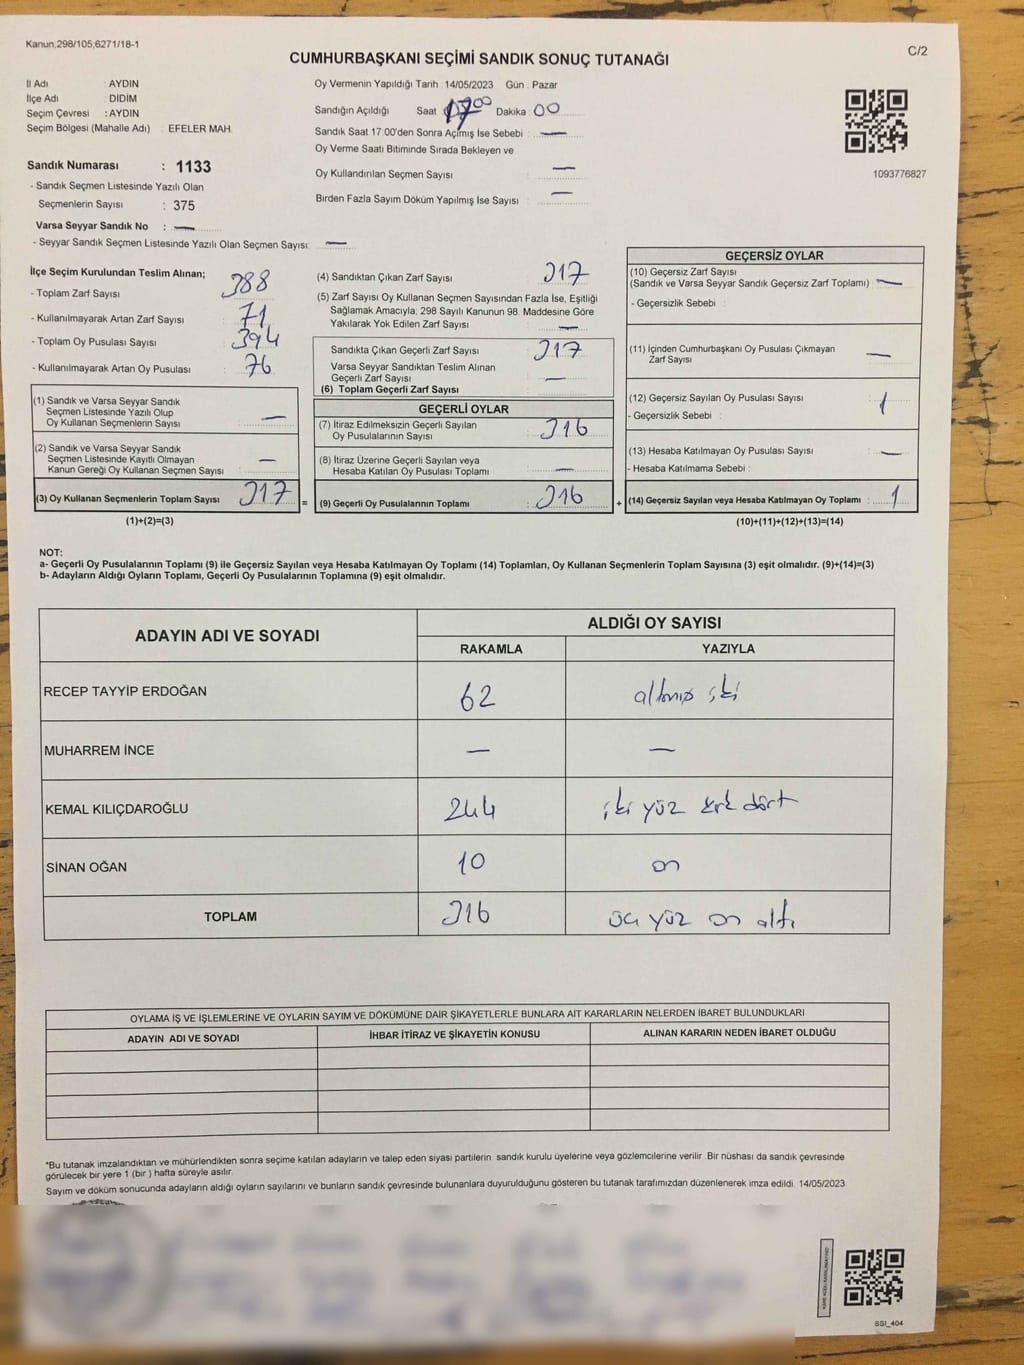 Kanun,298/105,6271/18-1
C/2
CUMHURBAŞKANI SEÇİMİ SANDIK SONUÇ TUTANAĞI
İl Adı : AYDIN
İlçe Adı : DİDİM
Seçim Çevresi : AYDIN
Seçim Bölgesi (Mahalle Adı) : EFELER MAH.
Sandık Numarası : 1133
- Sandık Seçmen Listesinde Yazılı Olan
Seçmenlerin Sayısı : 375
Varsa Seyyar Sandık No : —
- Seyyar Sandık Seçmen Listesinde Yazılı Olan Seçmen Sayısı: —
Oy Vermenin Yapıldığı Tarih : 14/05/2023 Gün : Pazar
Sandığın Açıldığı Saat 17 00 Dakika : 00
Sandık Saat 17:00'den Sonra Açmış İse Sebebi : —
Oy Verme Saati Bitiminde Sırada Bekleyen ve
Oy Kullandırılan Seçmen Sayısı : —
Birden Fazla Sayım Döküm Yapılmış İse Sayısı : —
1093776827
İlçe Seçim Kurulundan Teslim Alınan;
- Toplam Zarf Sayısı : 388
- Kullanılmayarak Artan Zarf Sayısı : 71
- Toplam Oy Pusulası Sayısı : 394
- Kullanılmayarak Artan Oy Pusulası : 76
(1) Sandık ve Varsa Seyyar Sandık
Seçmen Listesinde Yazılı Olup
Oy Kullanan Seçmenlerin Sayısı : —
(2) Sandık ve Varsa Seyyar Sandık
Seçmen Listesinde Kayıtlı Olmayan
Kanun Gereği Oy Kullanan Seçmen Sayısı : —
(3) Oy Kullanan Seçmenlerin Toplam Sayısı : 317
(1)+(2)=(3)
(4) Sandıktan Çıkan Zarf Sayısı : 317
(5) Zarf Sayısı Oy Kullanan Seçmen Sayısından Fazla İse, Eşitliği
Sağlamak Amacıyla; 298 Sayılı Kanunun 98. Maddesine Göre
Yakılarak Yok Edilen Zarf Sayısı : —
Sandıkta Çıkan Geçerli Zarf Sayısı : 317
Varsa Seyyar Sandıktan Teslim Alınan
Geçerli Zarf Sayısı : —
(6) Toplam Geçerli Zarf Sayısı
GEÇERLİ OYLAR
(7) İtiraz Edilmeksizin Geçerli Sayılan
Oy Pusulalarının Sayısı : 316
(8) İtiraz Üzerine Geçerli Sayılan veya
Hesaba Katılan Oy Pusulası Toplamı : —
= (9) Geçerli Oy Pusulalarının Toplamı : 316
GEÇERSİZ OYLAR
(10) Geçersiz Zarf Sayısı
(Sandık ve Varsa Seyyar Sandık Geçersiz Zarf Toplamı) : —
- Geçersizlik Sebebi :
(11) İçinden Cumhurbaşkanı Oy Pusulası Çıkmayan
Zarf Sayısı : —
(12) Geçersiz Sayılan Oy Pusulası Sayısı : 1
- Geçersizlik Sebebi :
(13) Hesaba Katılmayan Oy Pusulası Sayısı : —
- Hesaba Katılmama Sebebi :
+ (14) Geçersiz Sayılan veya Hesaba Katılmayan Oy Toplamı : 1
(10)+(11)+(12)+(13)=(14)
NOT:
a- Geçerli Oy Pusulalarının Toplamı (9) ile Geçersiz Sayılan veya Hesaba Katılmayan Oy Toplamı (14) Toplamları, Oy Kullanan Seçmenlerin Toplam Sayısına (3) eşit olmalıdır. (9)+(14)=(3)
b- Adayların Aldığı Oyların Toplamı, Geçerli Oy Pusulalarının Toplamına (9) eşit olmalıdır.
ADAYIN ADI VE SOYADI ALDIĞI OY SAYISI
RAKAMLA YAZIYLA
RECEP TAYYİP ERDOĞAN 62 altmış iki
MUHARREM İNCE — —
KEMAL KILIÇDAROĞLU 244 iki yüz kırk dört
SİNAN OĞAN 10 on
TOPLAM 316 üç yüz on altı
OYLAMA İŞ VE İŞLEMLERİNE VE OYLARIN SAYIM VE DÖKÜMÜNE DAİR ŞİKAYETLERLE BUNLARA AİT KARARLARIN NELERDEN İBARET BULUNDUKLARI
ADAYIN ADI VE SOYADI İHBAR İTİRAZ VE ŞİKAYETİN KONUSU ALINAN KARARIN NEDEN İBARET OLDUĞU
*Bu tutanak imzalandıktan ve mühürlendikten sonra seçime katılan adayların ve talep eden siyasi partilerin sandık kurulu üyelerine veya gözlemcilerine verilir. Bir nüshası da sandık çevresinde
görülecek bir yere 1 (bir ) hafta süreyle asılır.
Sayım ve döküm sonucunda adayların aldığı oyların sayılarını ve bunların sandık çevresinde bulunanlara duyurulduğunu gösteren bu tutanak tarafımızdan düzenlenerek imza edildi. 14/05/2023
SSI_404